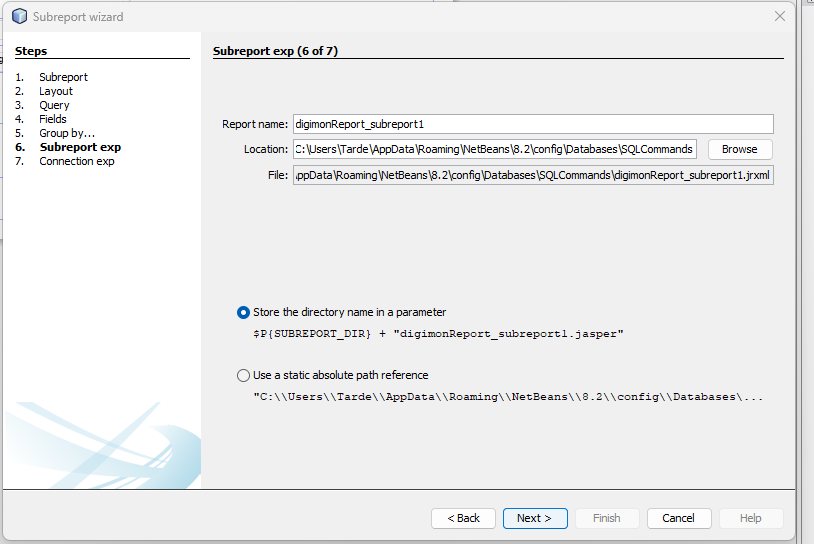 Subreport wizard
Steps
1. Subreport
2. Layout
3. Query
4. Fields
5. Group by...
6. Subreport exp
7. Connection exp
Subreport exp (6 of 7)
Report name: digimonReport_subreport1
Location: C:\Users\Tarde\AppData\Roaming\NetBeans\8.2\config\Databases\SQLCommands Browse
File: \ppData\Roaming\NetBeans\8.2\config\Databases\SQLCommands\digimonReport_subreport1.jrxml
Store the directory name in a parameter
$P{SUBREPORT_DIR} + "digimonReport_subreport1.jasper"
Use a static absolute path reference
"C:\\Users\\Tarde\\AppData\\Roaming\\NetBeans\\8.2\\config\\Databases\...
< Back Next > Finish Cancel Help